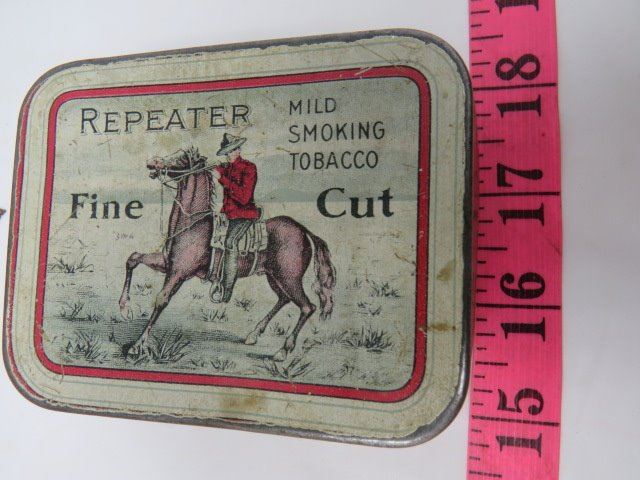 REPEATER
MILD
SMOKING
TOBACCO
Fine Cut
18
17
16
15